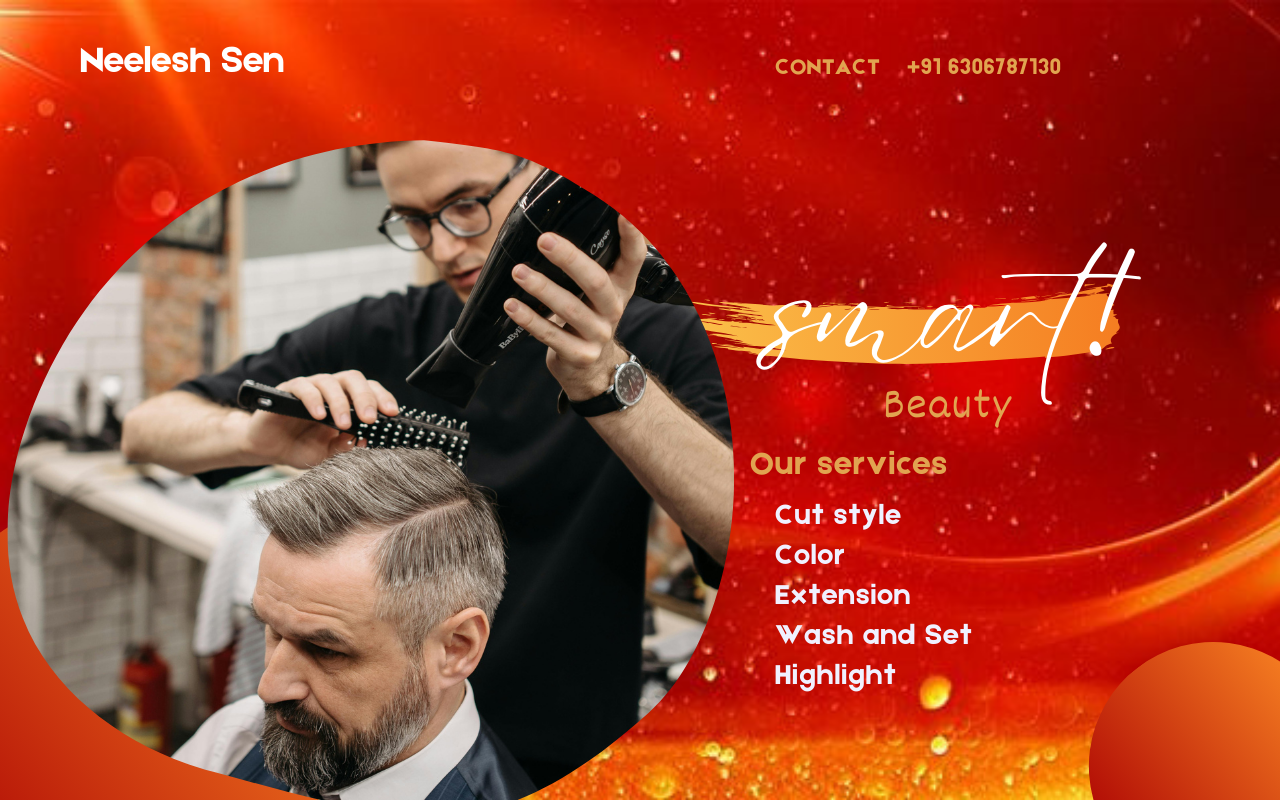 Neelesh Sen
CONTACT +91 6306787130
smart!
Beauty
Our services
Cut style
Color
Extension
Wash and Set
Highlight